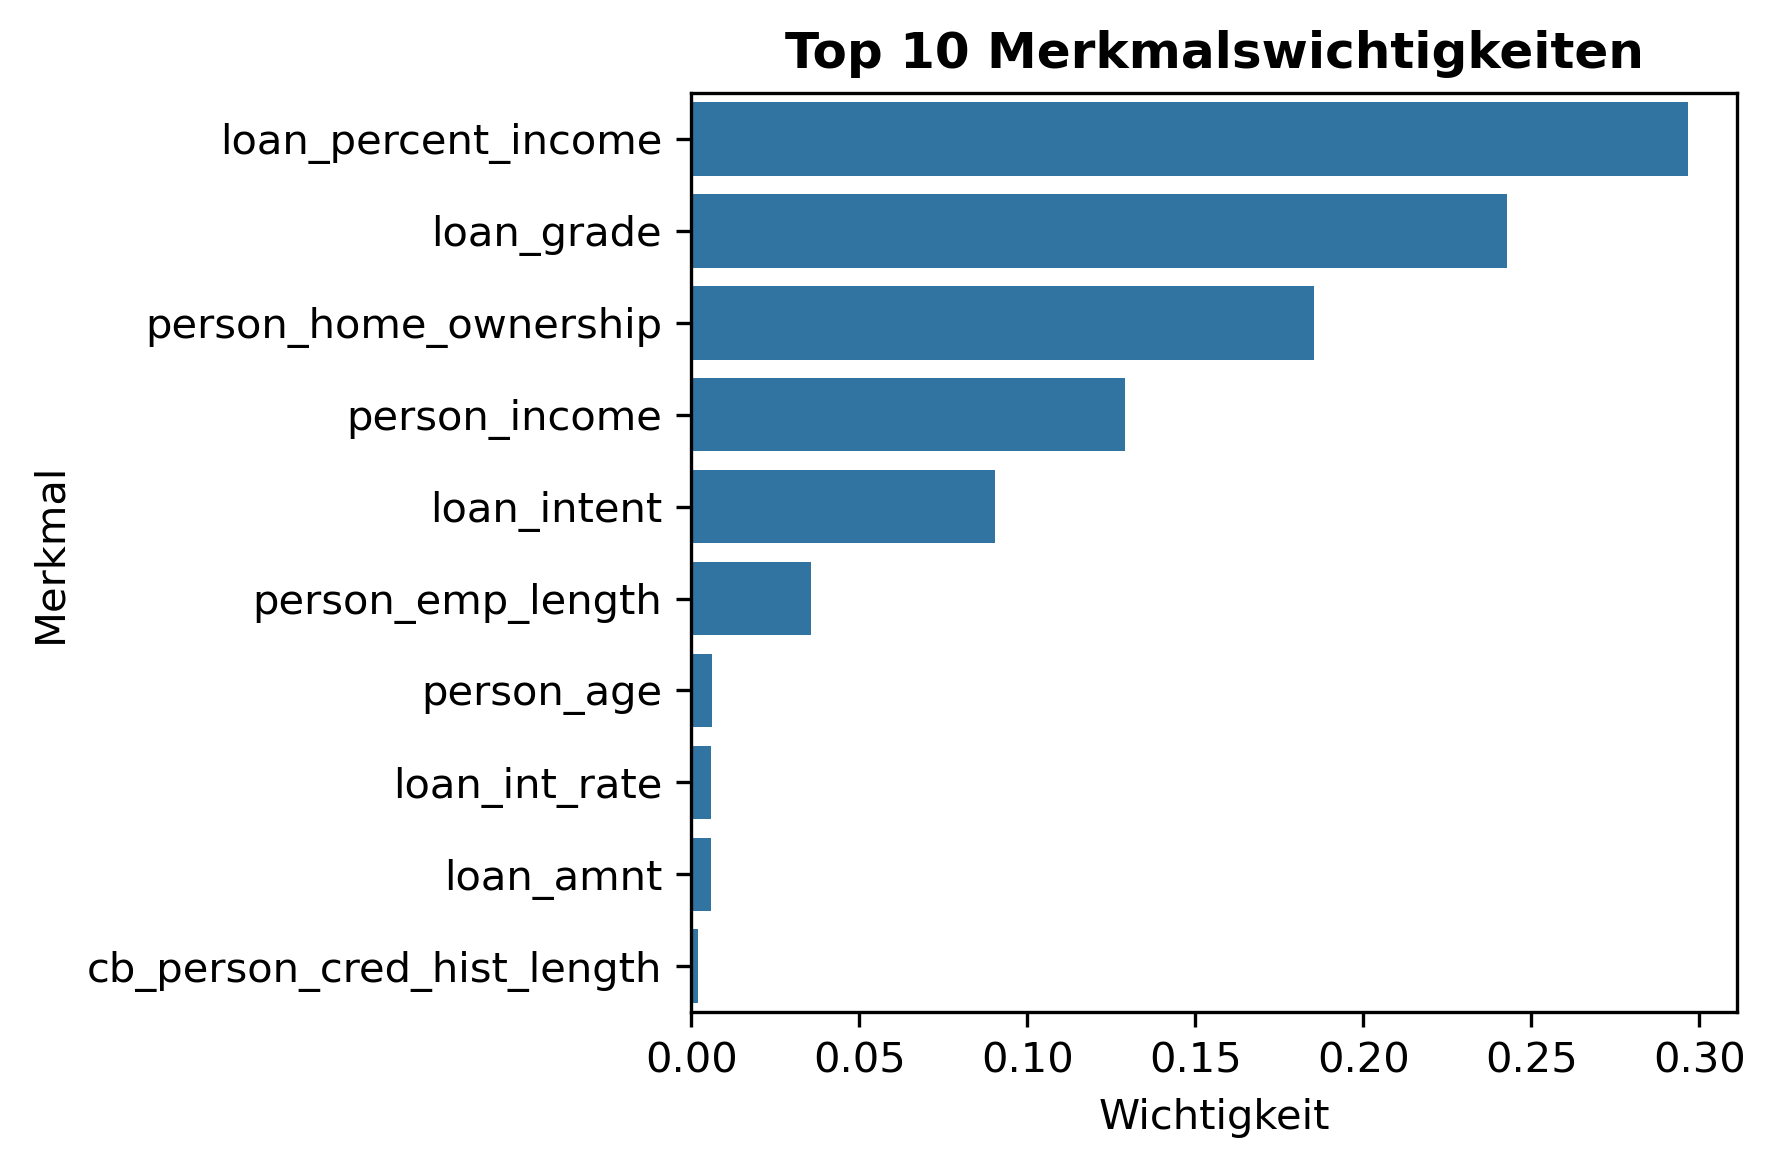 Top 10 Merkmalswichtigkeiten
loan_percent_income
loan_grade
person_home_ownership
person_income
loan_intent
person_emp_length
person_age
loan_int_rate
loan_amnt
cb_person_cred_hist_length
Merkmal
0.00 0.05 0.10 0.15 0.20 0.25 0.30
Wichtigkeit